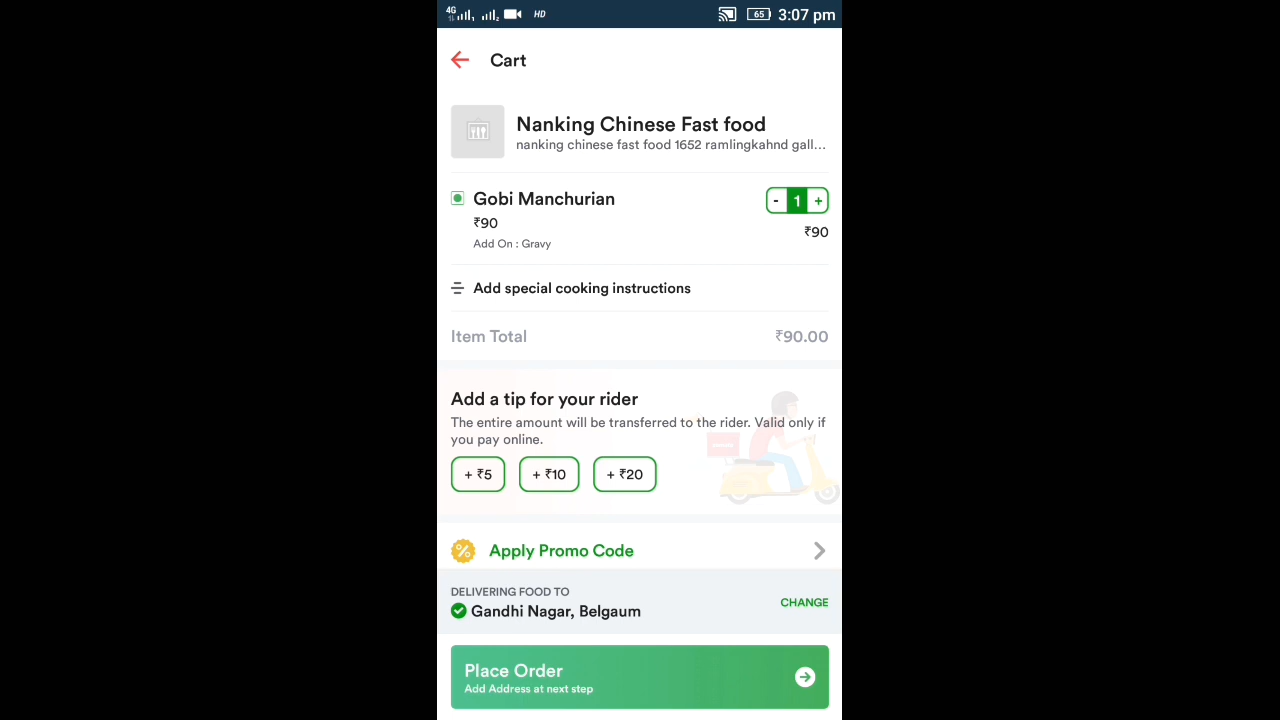 4G HD 65 3:07 pm
Cart
Nanking Chinese Fast food
nanking chinese fast food 1652 ramlingkahnd gall...
Gobi Manchurian - 1 +
₹90 ₹90
Add On : Gravy
Add special cooking instructions
Item Total ₹90.00
Add a tip for your rider
The entire amount will be transferred to the rider. Valid only if
you pay online.
+ ₹5 + ₹10 + ₹20
Apply Promo Code
DELIVERING FOOD TO
Gandhi Nagar, Belgaum CHANGE
Place Order
Add Address at next step